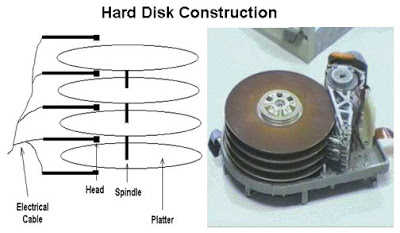 Hard Disk Construction
Electrical
Cable
Head
Spindle
Platter